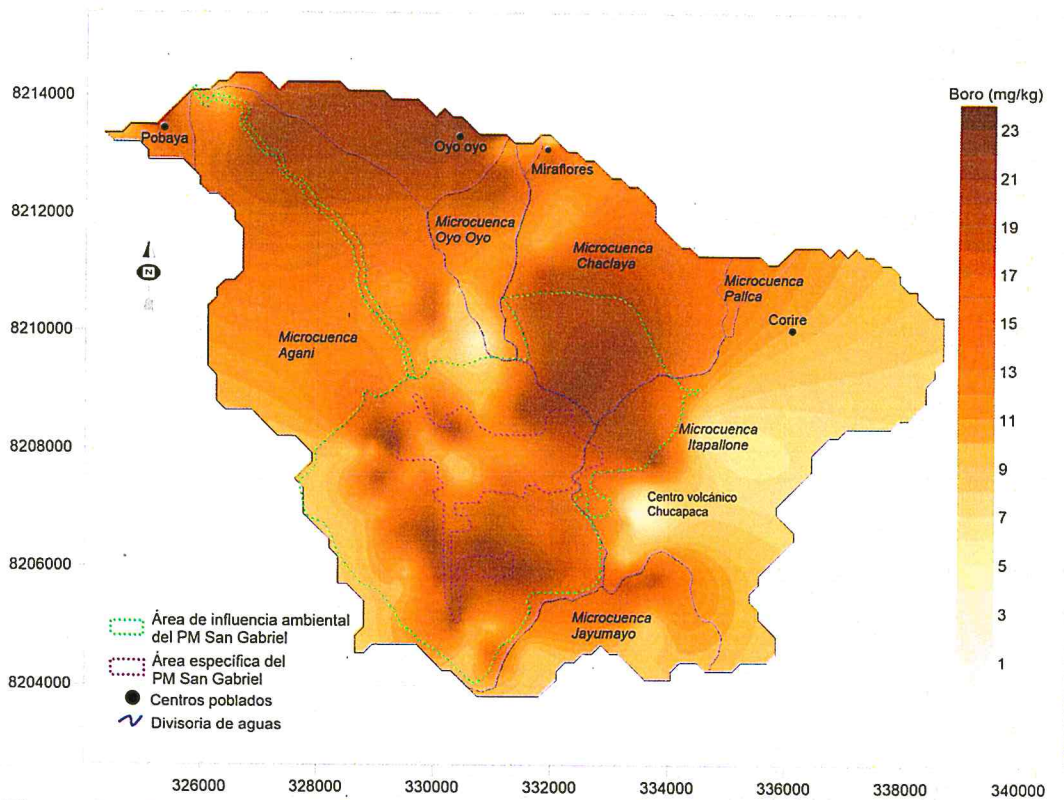 Boro (mg/kg)
23
21
19
17
15
13
11
9
7
5
3
1
8214000
8212000
8210000
8208000
8206000
8204000
Pobaya
Oyo oyo
Miraflores
Microcuenca
Oyo Oyo
Microcuenca
Chaclaya
Microcuenca
Palica
Corire
Microcuenca
Agani
Microcuenca
Itapallone
Centro volcánico
Chucapaca
Microcuenca
Jayumayo
N
Área de influencia ambiental
del PM San Gabriel
Área específica del
PM San Gabriel
Centros poblados
Divisoria de aguas
326000
328000
330000
332000
334000
336000
338000
340000